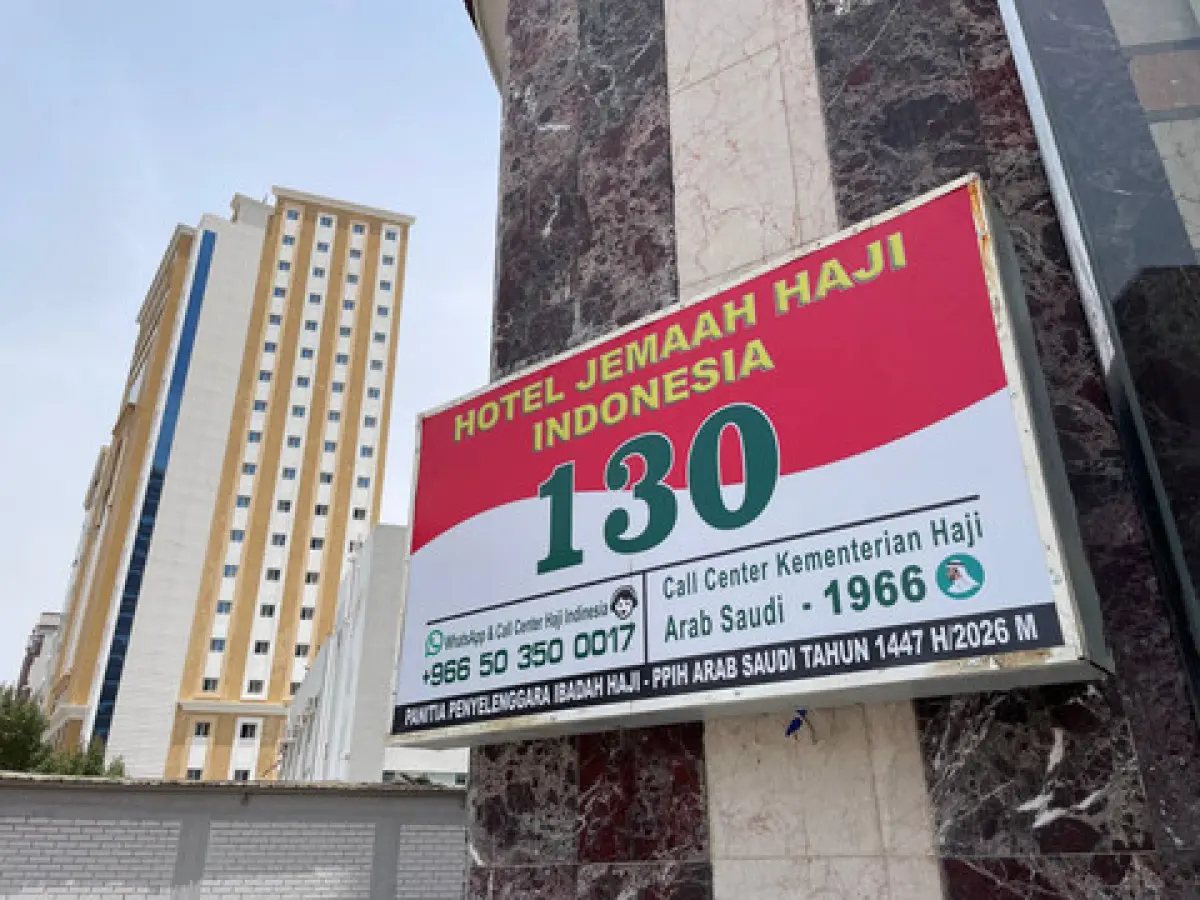 HOTEL JEMAAH HAJI
INDONESIA
130
WhatsApp & Call Center Haji Indinesia
+966 50 350 0017
Call Center Kementerian Haji
Arab Saudi - 1966
PANITIA PENYELENGGARA IBADAH HAJI - PPIH ARAB SAUDI TAHUN 1447 H/2026 M